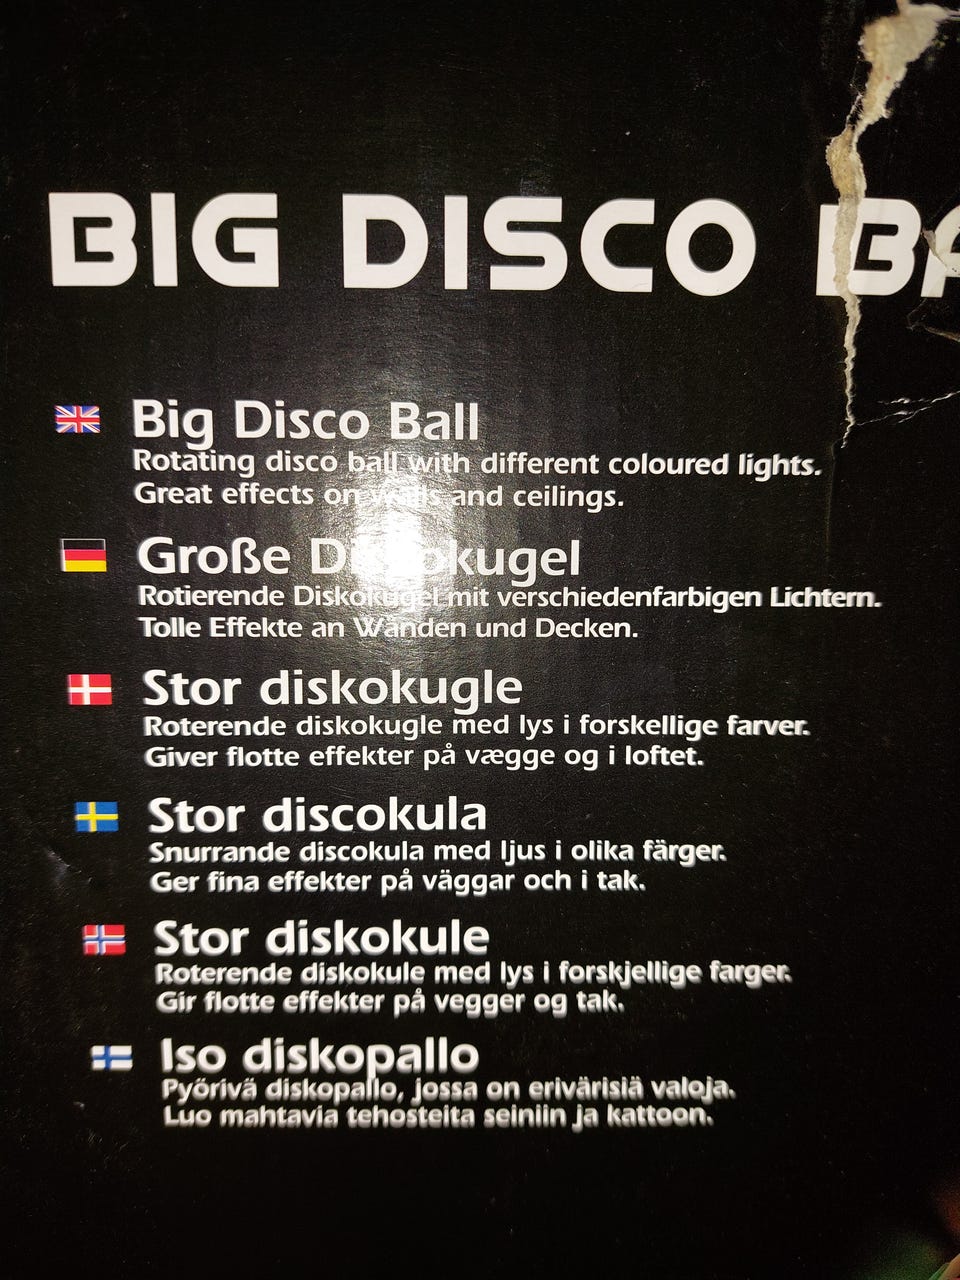 BIG DISCO BA
Big Disco Ball
Rotating disco ball with different coloured lights.
Great effects on walls and ceilings.
Große Diskokugel
Rotierende Diskokugel mit verschiedenfarbigen Lichtern.
Tolle Effekte an Wänden und Decken.
Stor diskokugle
Roterende diskokugle med lys i forskellige farver.
Giver flotte effekter på vægge og i loftet.
Stor discokula
Snurrande discokula med ljus i olika färger.
Ger fina effekter på väggar och i tak.
Stor diskokule
Roterende diskokule med lys i forskjellige farger.
Gir flotte effekter på vegger og tak.
Iso diskopallo
Pyörivä diskopallo, jossa on erivärisiä valoja.
Luo mahtavia tehosteita seiniin ja kattoon.